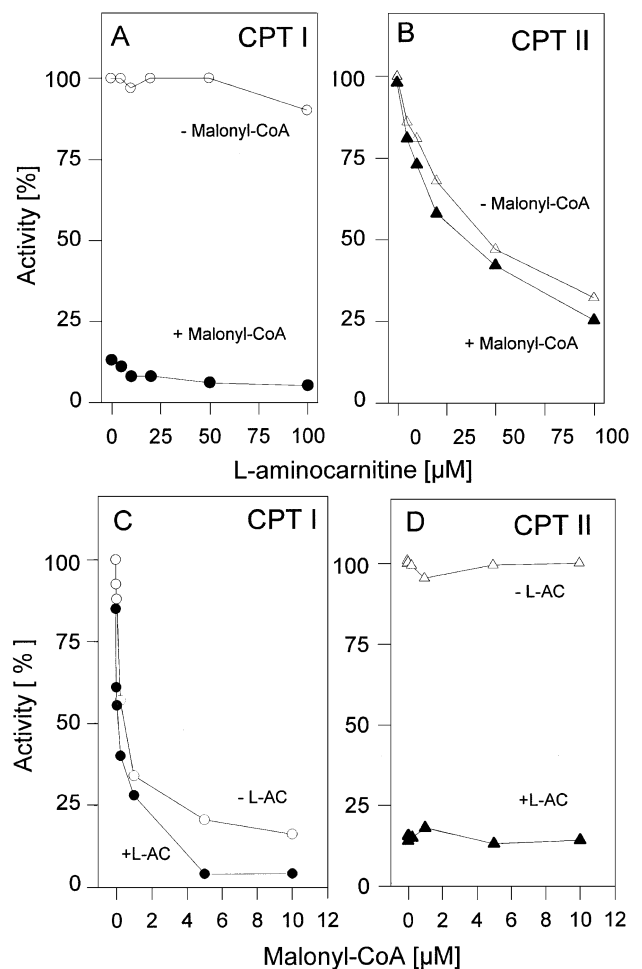 A CPT I
B CPT II
100
75
50
25
0
Activity [%]
- Malonyl-CoA
+ Malonyl-CoA
0 25 50 75 100
100
75
50
25
0
- Malonyl-CoA
+ Malonyl-CoA
0 25 50 75 100
L-aminocarnitine [µM]
C CPT I
D CPT II
100
75
50
25
0
Activity [ % ]
- L-AC
+L-AC
0 2 4 6 8 10 12
100
75
50
25
0
- L-AC
+L-AC
0 2 4 6 8 10 12
Malonyl-CoA [µM]